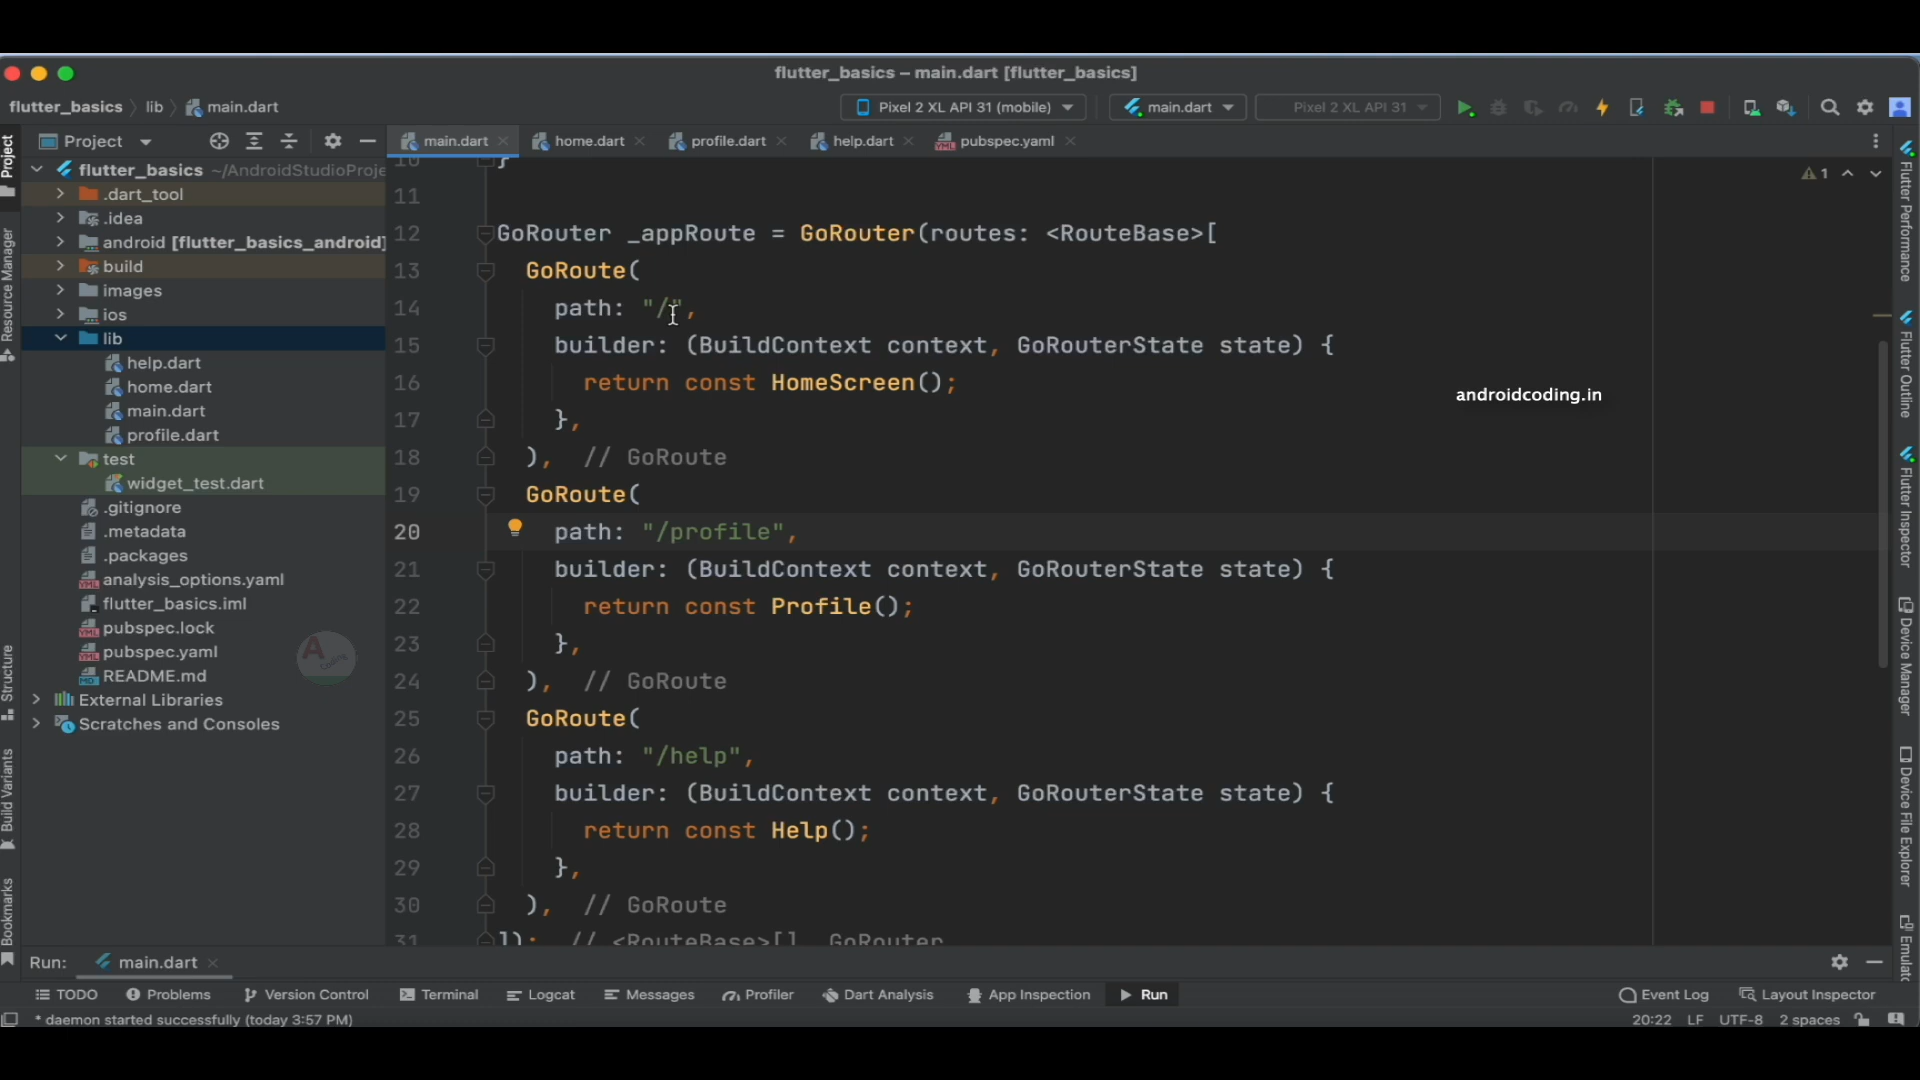 flutter_basics – main.dart [flutter_basics]
flutter_basics lib main.dart
Pixel 2 XL API 31 (mobile) main.dart Pixel 2 XL API 31
Project
main.dart home.dart profile.dart help.dart pubspec.yaml
flutter_basics ~/AndroidStudioProje
.dart_tool
.idea
android [flutter_basics_android]
build
images
ios
lib
help.dart
home.dart
main.dart
profile.dart
test
widget_test.dart
.gitignore
.metadata
.packages
analysis_options.yaml
flutter_basics.iml
pubspec.lock
pubspec.yaml
README.md
External Libraries
Scratches and Consoles
Project
Resource Manager
Structure
Build Variants
Bookmarks
10 }
11
12 GoRouter _appRoute = GoRouter(routes: <RouteBase>[
13 GoRoute(
14 path: "/",
15 builder: (BuildContext context, GoRouterState state) {
16 return const HomeScreen();
17 },
18 ), // GoRoute
19 GoRoute(
20 path: "/profile",
21 builder: (BuildContext context, GoRouterState state) {
22 return const Profile();
23 },
24 ), // GoRoute
25 GoRoute(
26 path: "/help",
27 builder: (BuildContext context, GoRouterState state) {
28 return const Help();
29 },
30 ), // GoRoute
31 ]); // <RouteBase>[], GoRouter
1
androidcoding.in
A Coding
Flutter Performance
Flutter Outline
Flutter Inspector
Device Manager
Device File Explorer
Emulato
Run: main.dart
TODO Problems Version Control Terminal Logcat Messages Profiler Dart Analysis App Inspection Run Event Log Layout Inspector
* daemon started successfully (today 3:57 PM) 20:22 LF UTF-8 2 spaces